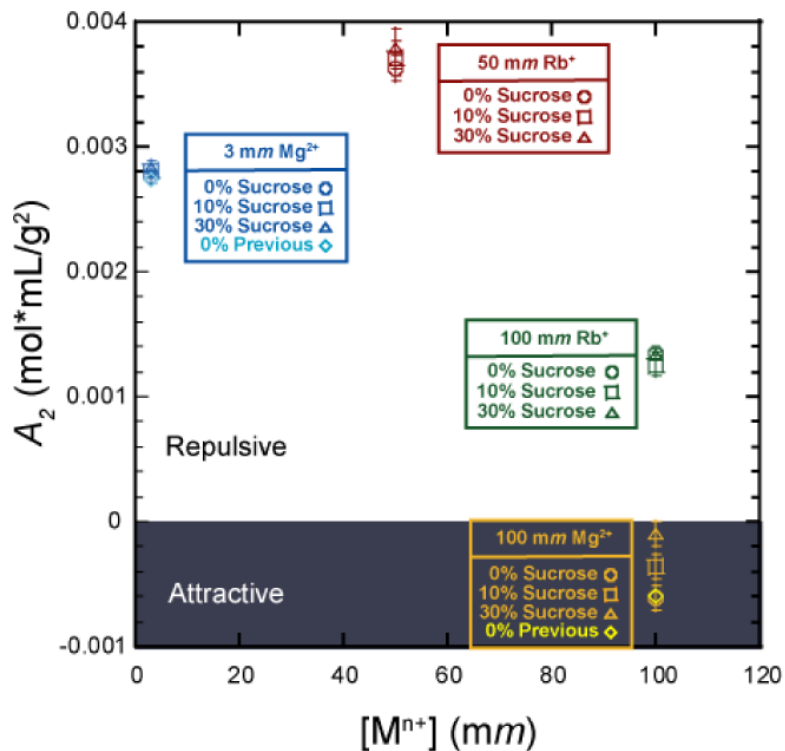 0.004
0.003
0.002
0.001
0
-0.001
A₂ (mol*mL/g²)
50 mm Rb⁺
0% Sucrose
10% Sucrose
30% Sucrose
3 mm Mg²⁺
0% Sucrose
10% Sucrose
30% Sucrose
0% Previous
100 mm Rb⁺
0% Sucrose
10% Sucrose
30% Sucrose
Repulsive
Attractive
100 mm Mg²⁺
0% Sucrose
10% Sucrose
30% Sucrose
0% Previous
0 20 40 60 80 100 120
[Mⁿ⁺] (mm)